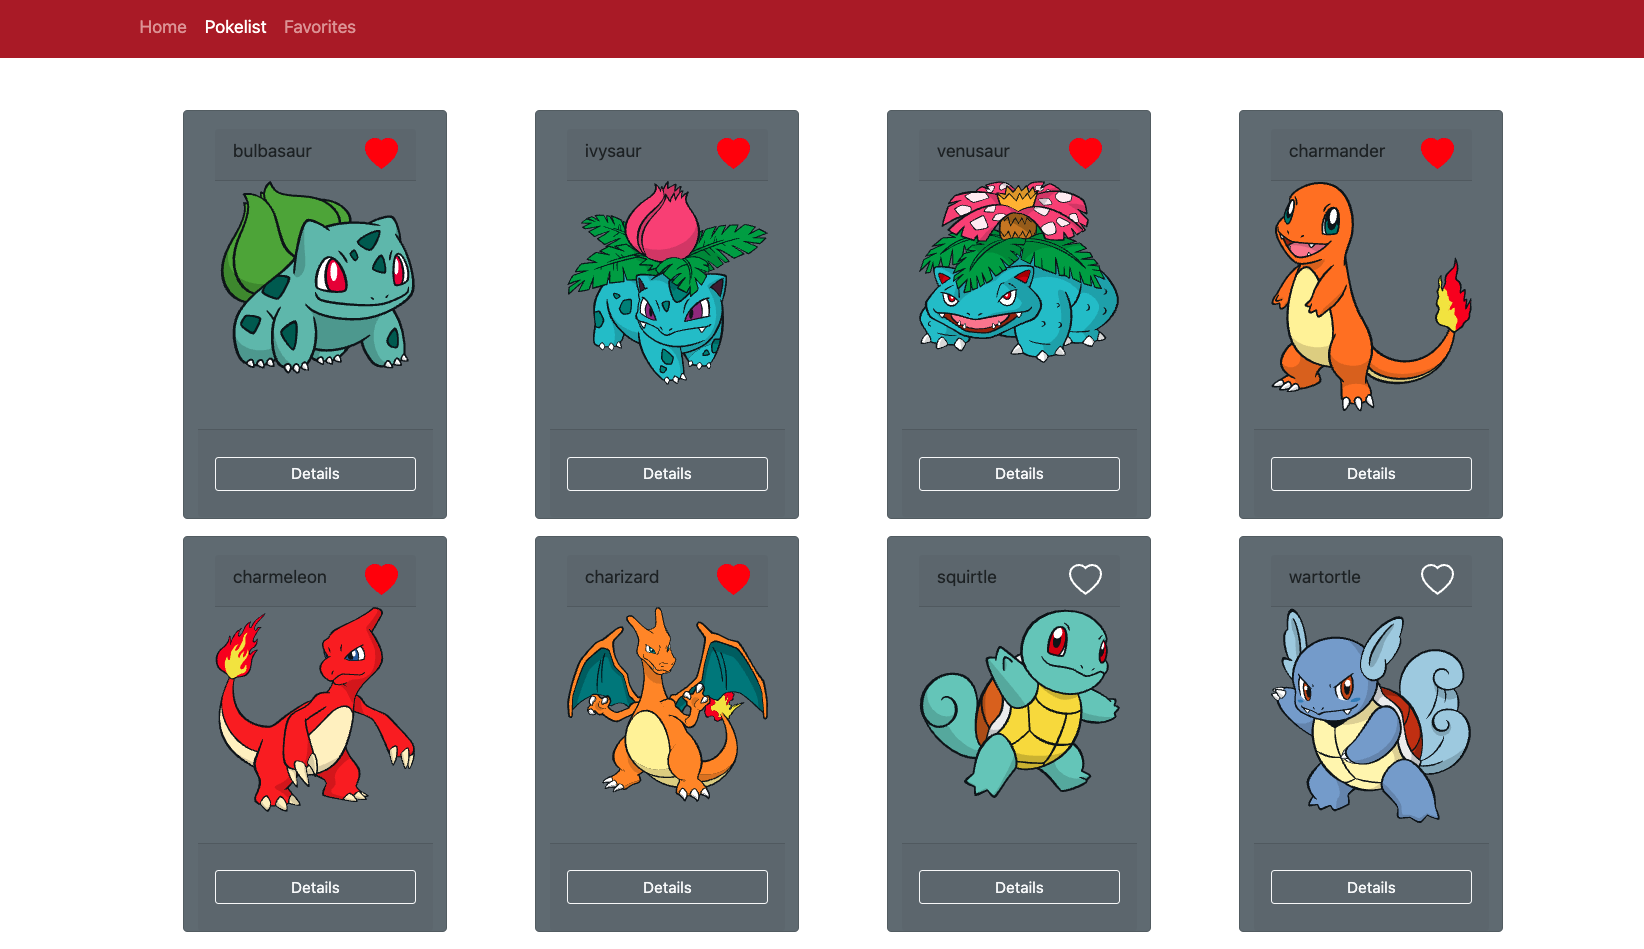 Home Pokelist Favorites
bulbasaur ivysaur venusaur charmander
Details Details Details Details
charmeleon charizard squirtle wartortle
Details Details Details Details